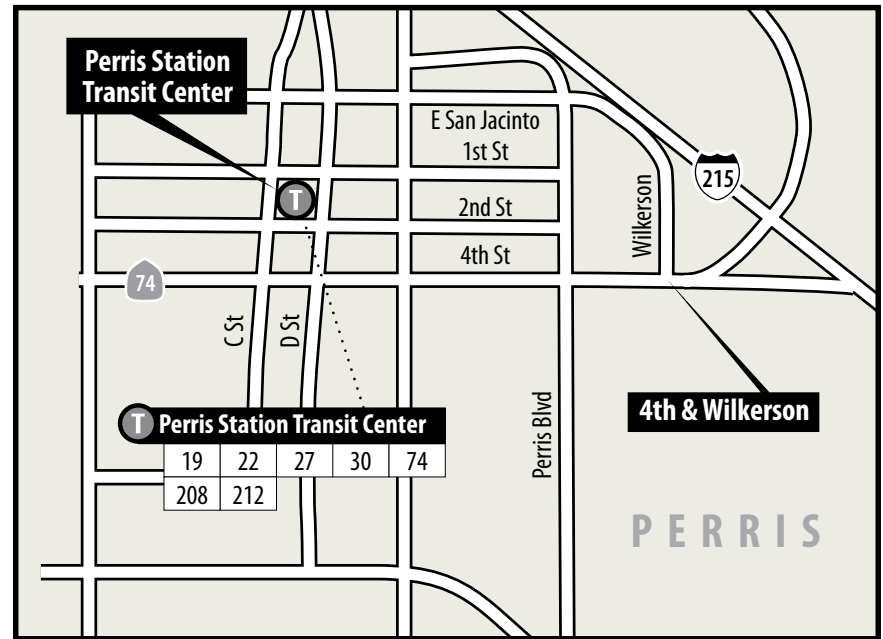 Perris Station
Transit Center
E San Jacinto
1st St
215
T
2nd St
Wilkerson
4th St
74
C St
D St
Perris Blvd
4th & Wilkerson
T Perris Station Transit Center
19 22 27 30 74
208 212
PERRIS